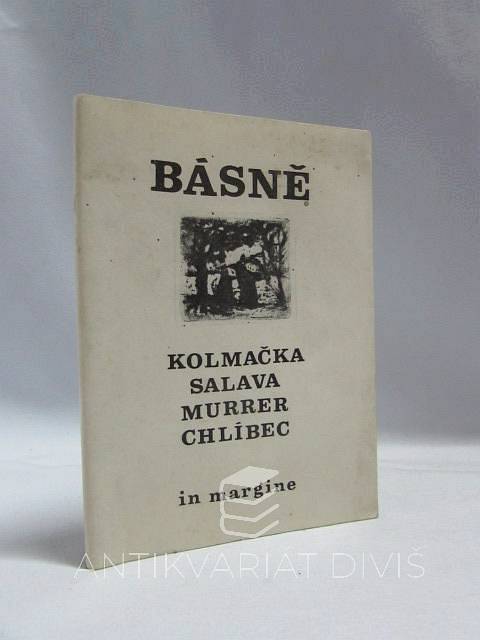 BÁSNĚ
KOLMAČKA
SALAVA
MURRER
CHLÍBEC
in margine
ANTIKVARIÁT DIVIŠ